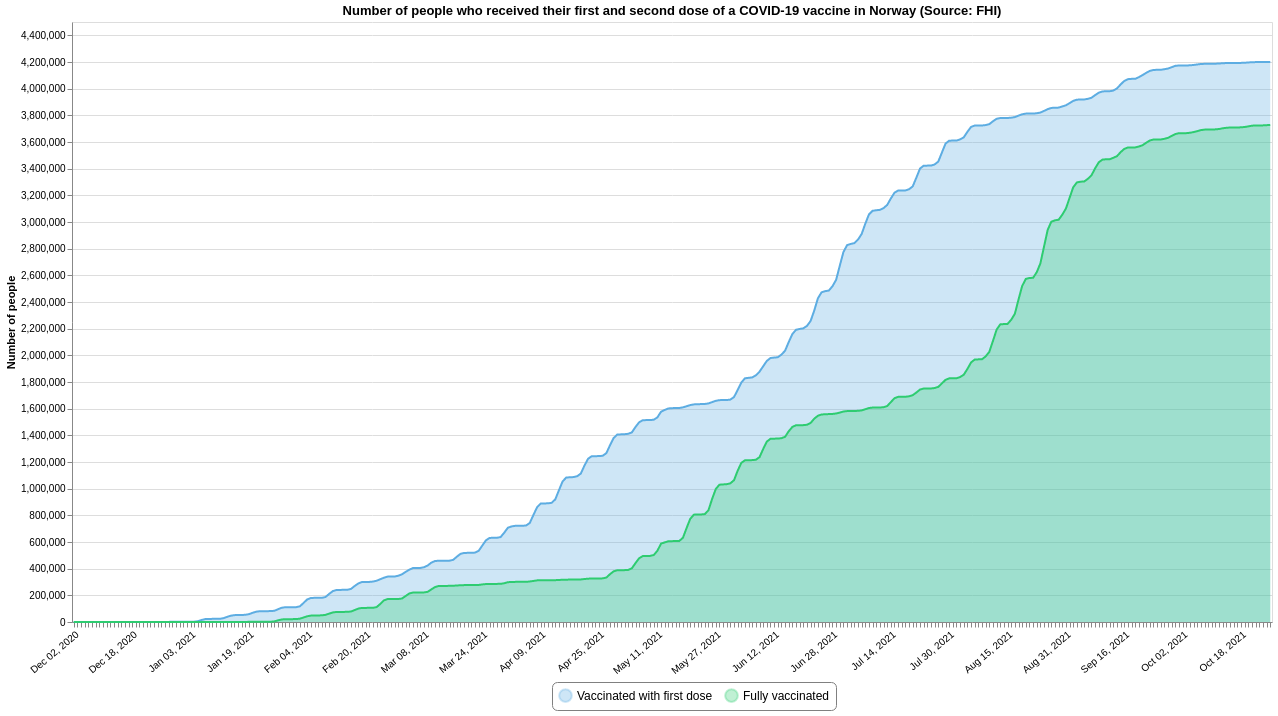 Number of people who received their first and second dose of a COVID-19 vaccine in Norway (Source: FHI)
Number of people
4,400,000
4,200,000
4,000,000
3,800,000
3,600,000
3,400,000
3,200,000
3,000,000
2,800,000
2,600,000
2,400,000
2,200,000
2,000,000
1,800,000
1,600,000
1,400,000
1,200,000
1,000,000
800,000
600,000
400,000
200,000
0
Dec 02, 2020
Dec 18, 2020
Jan 03, 2021
Jan 19, 2021
Feb 04, 2021
Feb 20, 2021
Mar 08, 2021
Mar 24, 2021
Apr 09, 2021
Apr 25, 2021
May 11, 2021
May 27, 2021
Jun 12, 2021
Jun 28, 2021
Jul 14, 2021
Jul 30, 2021
Aug 15, 2021
Aug 31, 2021
Sep 16, 2021
Oct 02, 2021
Oct 18, 2021
Vaccinated with first dose
Fully vaccinated